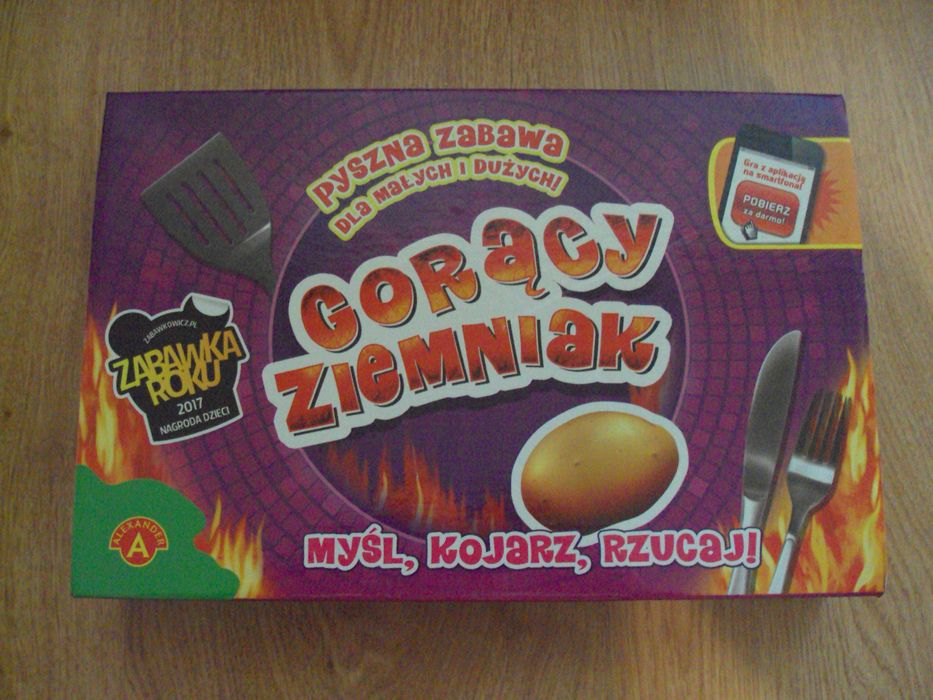 PYSZNA ZABAWA
DLA MAŁYCH I DUŻYCH!
Gra z aplikacją
na smartfona!
POBIERZ
za darmo!
GORĄCY
ZIEMNIAK
ZABAWKOWICZ.PL
ZABAWKA
ROKU
2017
NAGRODA DZIECI
ALEXANDER
A
MYŚL, KOJARZ, RZUCAJ!